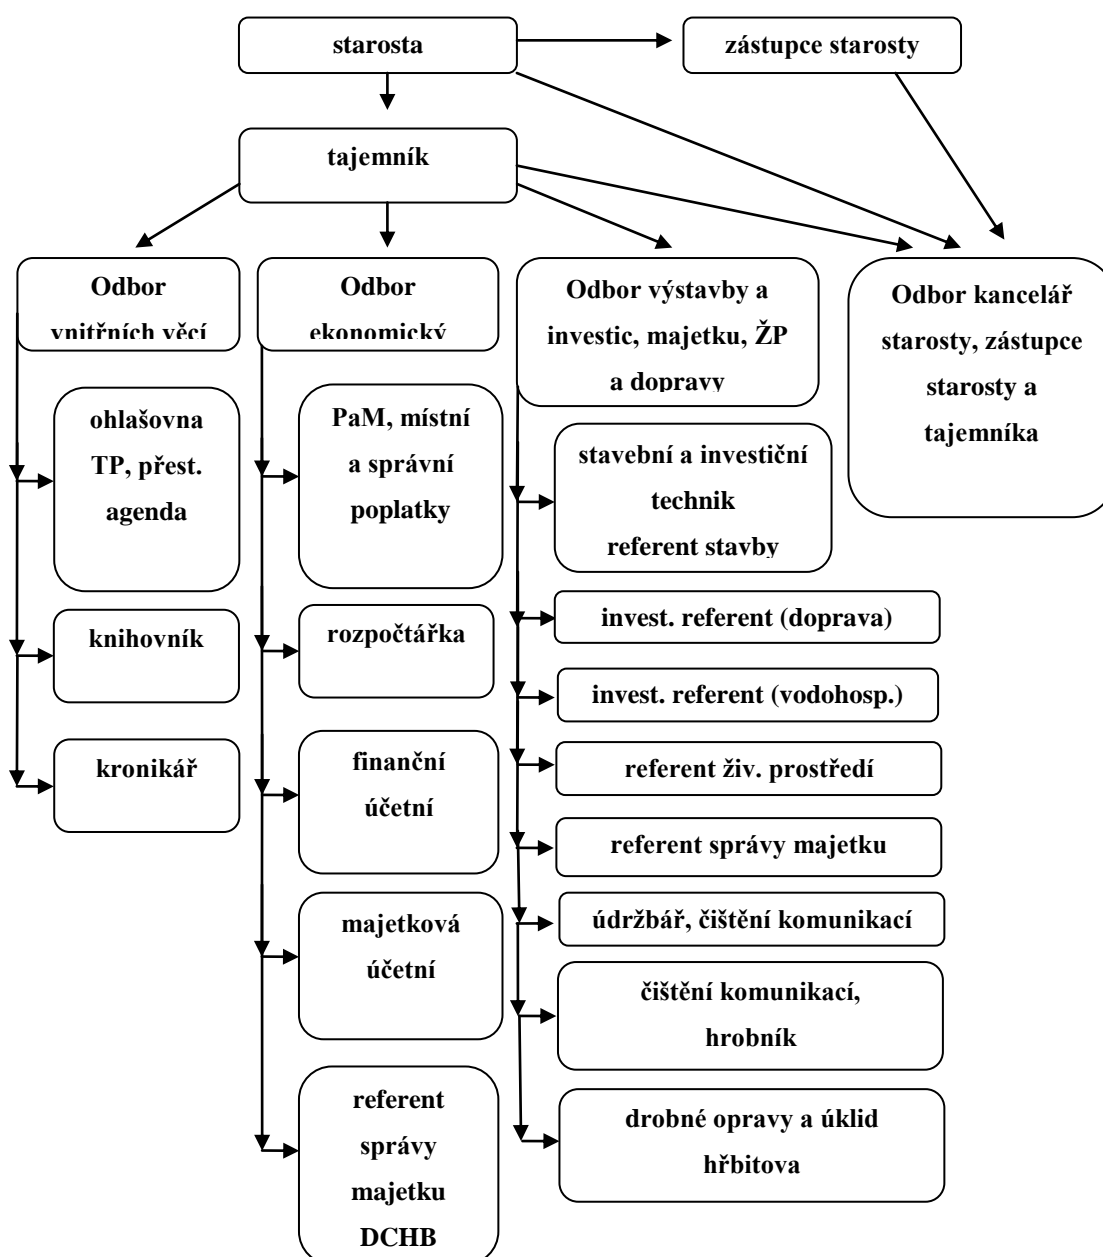 starosta
zástupce starosty
tajemník
Odbor
vnitřních věcí
Odbor
ekonomický
Odbor výstavby a
investic, majetku, ŽP
a dopravy
Odbor kancelář
starosty, zástupce
starosty a
tajemníka
ohlašovna
TP, přest.
agenda
knihovník
kronikář
PaM, místní
a správní
poplatky
rozpočtářka
finanční
účetní
majetková
účetní
referent
správy
majetku
DCHB
stavební a investiční
technik
referent stavby
invest. referent (doprava)
invest. referent (vodohosp.)
referent živ. prostředí
referent správy majetku
údržbář, čištění komunikací
čištění komunikací,
hrobník
drobné opravy a úklid
hřbitova